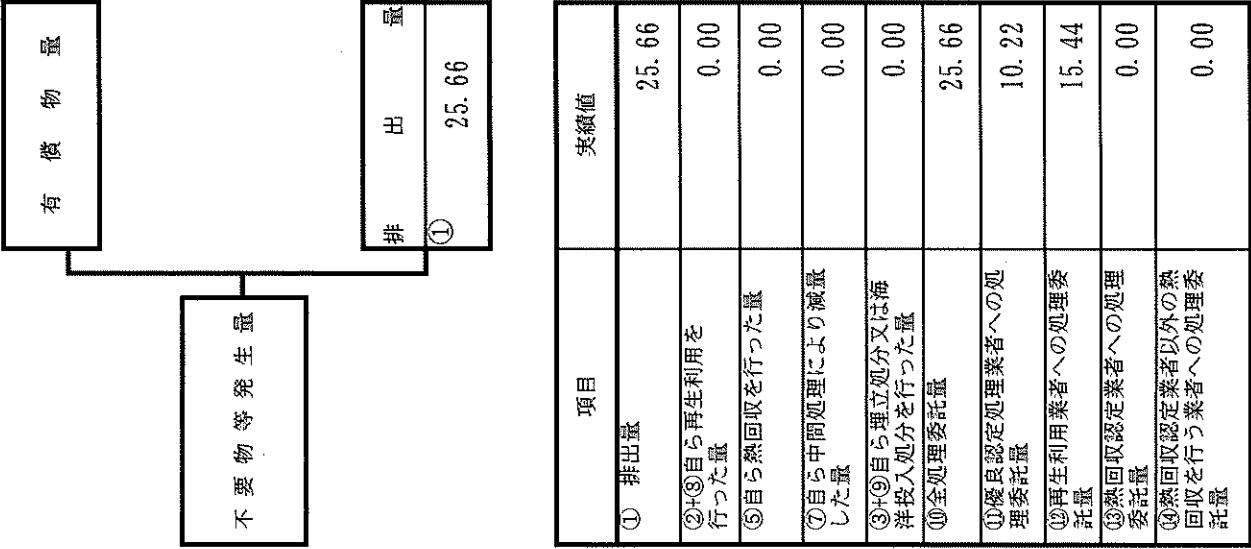 有償物量
不要物等発生量
排出量
① 25.66
項目 実績値
① 排出量 25.66
②+⑧自ら再生利用を
行った量 0.00
⑤自ら熱回収を行った量 0.00
⑦自ら中間処理により減量
した量 0.00
③+⑨自ら埋立処分又は海
洋投入処分を行った量 0.00
⑩全処理委託量 25.66
⑪優良認定処理業者への処
理委託量 10.22
⑫再生利用業者への処理委
託量 15.44
⑬熱回収認定業者への処理
委託量 0.00
⑭熱回収認定業者以外の熱
回収を行う業者への処理委
託量 0.00